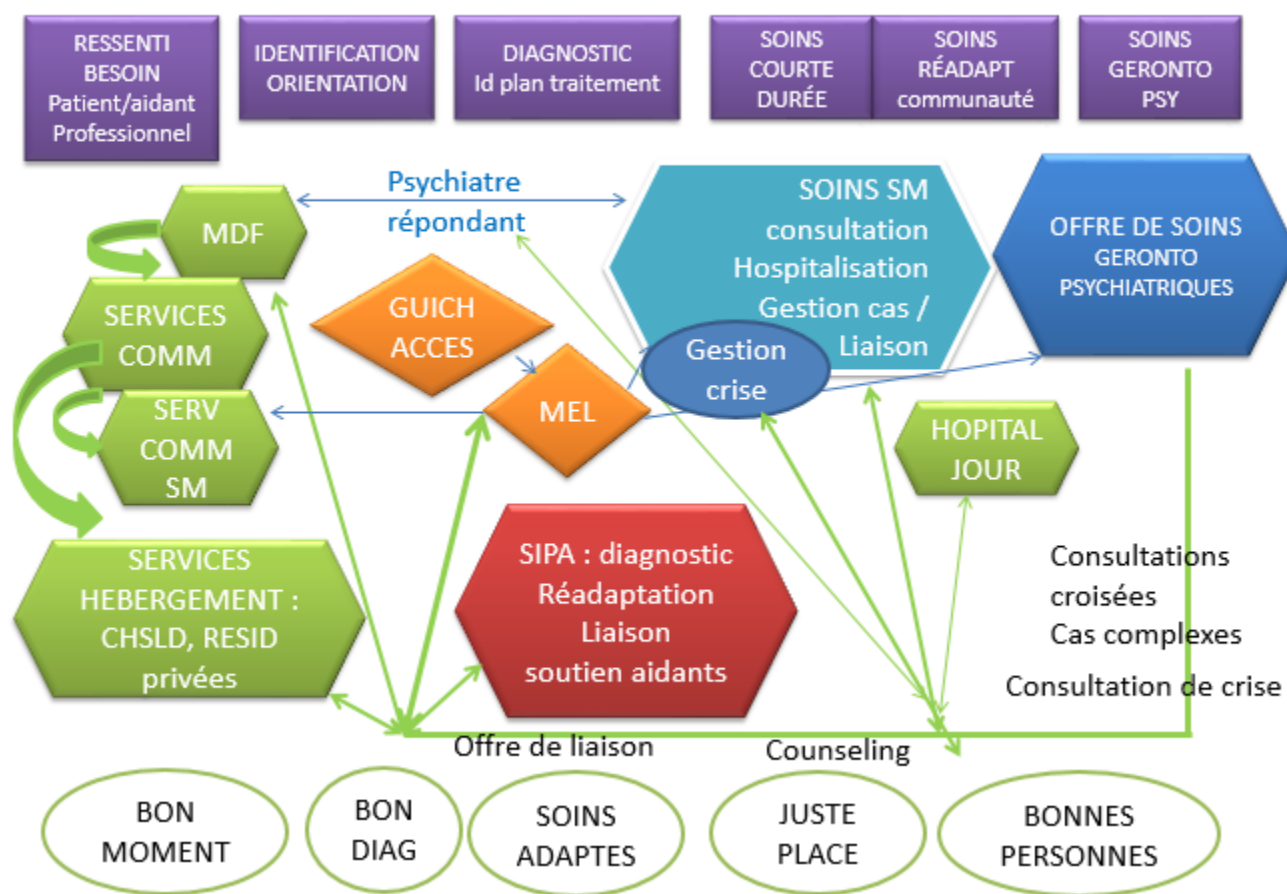 RESSENTI
BESOIN
Patient/aidant
Professionnel
IDENTIFICATION
ORIENTATION
DIAGNOSTIC
Id plan traitement
SOINS
COURTE
DURÉE
SOINS
RÉADAPT
communauté
SOINS
GERONTO
PSY
MDF
Psychiatre
répondant
SOINS SM
consultation
Hospitalisation
Gestion cas /
Liaison
OFFRE DE SOINS
GERONTO
PSYCHIATRIQUES
SERVICES
COMM
GUICH
ACCES
Gestion
crise
SERV
COMM
SM
MEL
HOPITAL
JOUR
SERVICES
HEBERGEMENT :
CHSLD, RESID
privées
SIPA : diagnostic
Réadaptation
Liaison
soutien aidants
Consultations
croisées
Cas complexes
Consultation de crise
Offre de liaison
Counseling
BON
MOMENT
BON
DIAG
SOINS
ADAPTES
JUSTE
PLACE
BONNES
PERSONNES